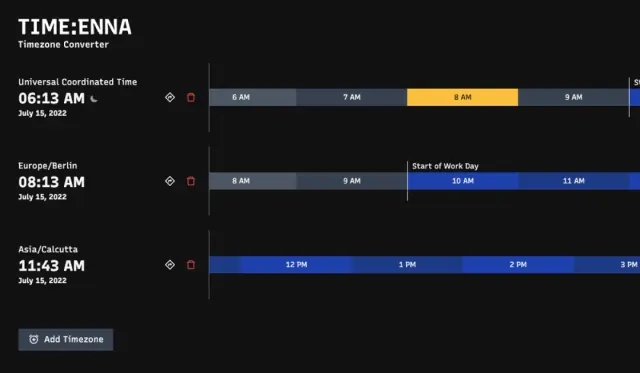 TIME:ENNA
Timezone Converter
Universal Coordinated Time
06:13 AM
July 15, 2022
6 AM
7 AM
8 AM
9 AM
Europe/Berlin
08:13 AM
July 15, 2022
Start of Work Day
8 AM
9 AM
10 AM
11 AM
Asia/Calcutta
11:43 AM
July 15, 2022
12 PM
1 PM
2 PM
3 PM
Add Timezone